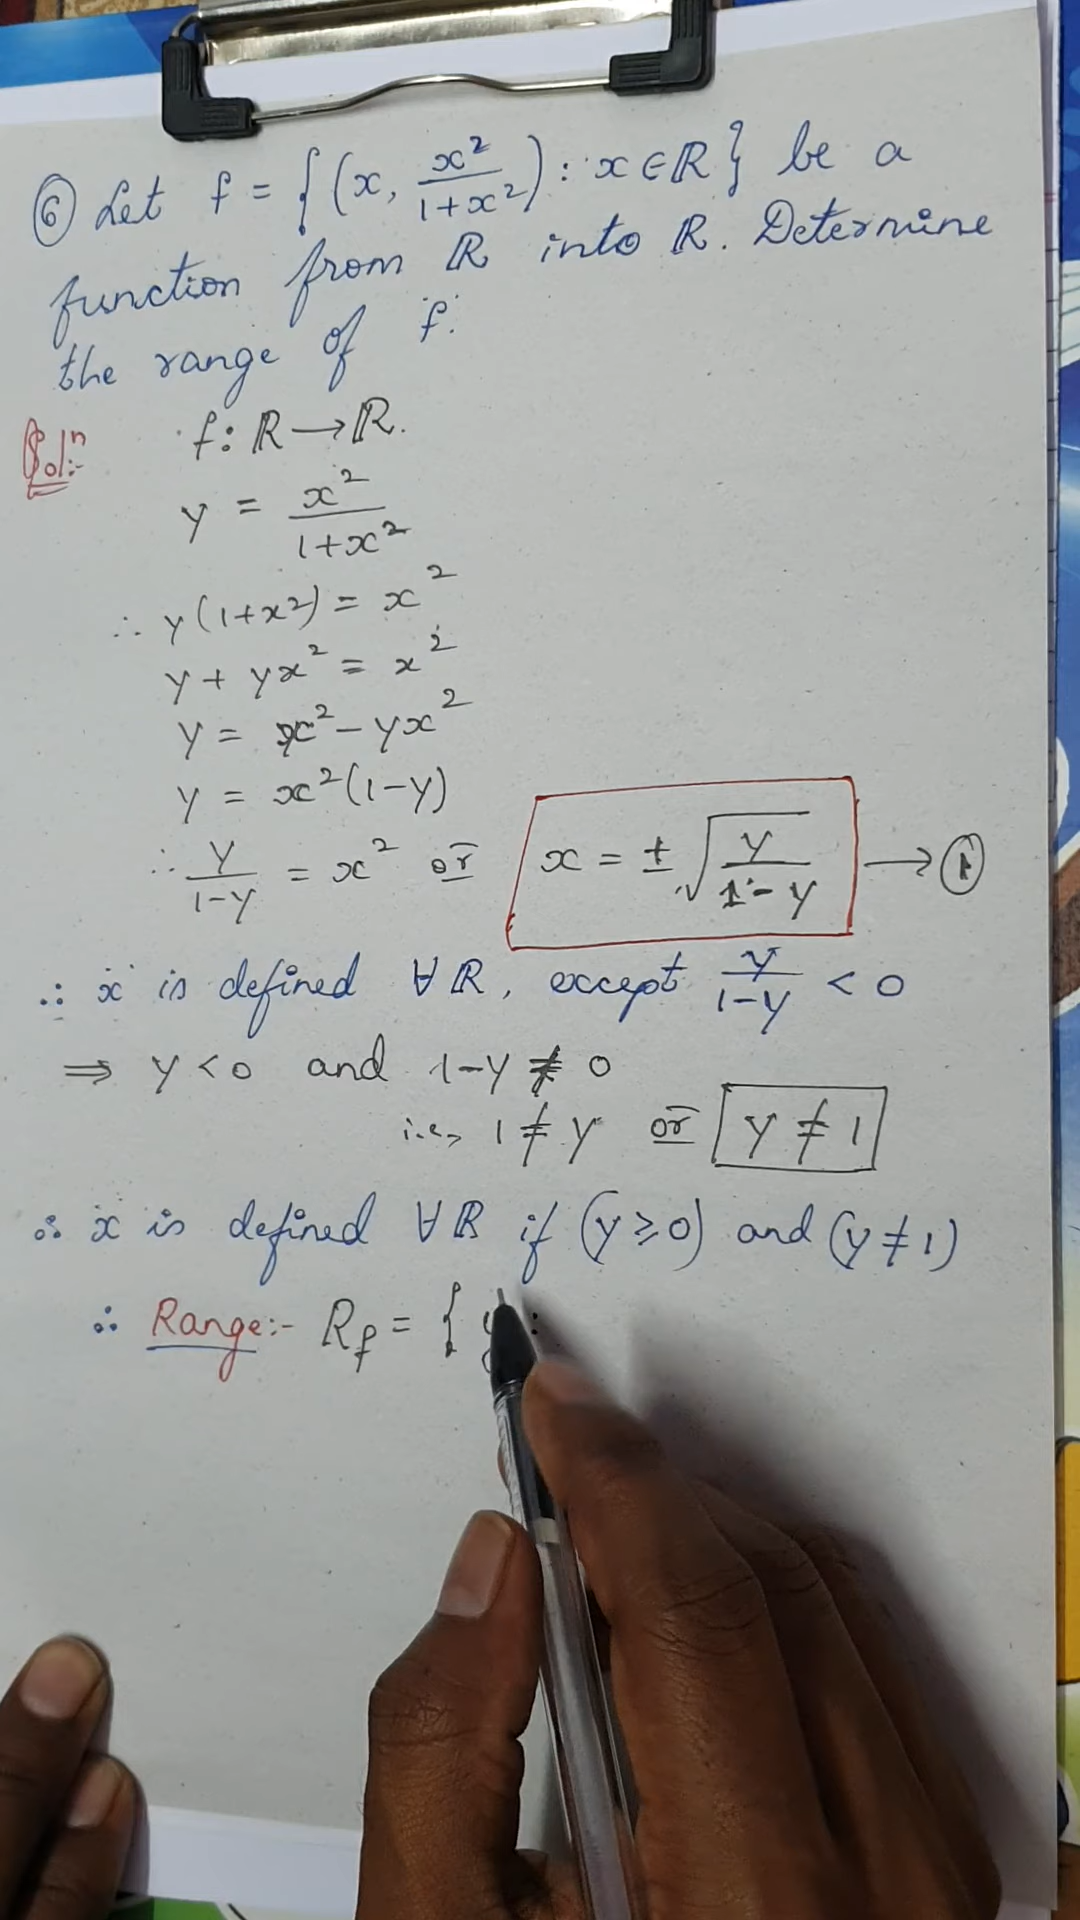 ⑥ Let f = { (x, x²/(1+x²)) : x ∈ ℝ } be a
function from ℝ into ℝ. Determine
the range of f.
Solⁿ:- f: ℝ → ℝ.
y = x²/(1+x²)
∴ y(1+x²) = x²
y + yx² = x²
y = x² - yx²
y = x²(1-y)
∴ y/(1-y) = x² or x = ± √(y/(1-y)) → ①
∴ x is defined ∀ ℝ, except y/(1-y) < 0
⇒ y < 0 and 1-y ≠ 0
i.e., 1 ≠ y or y ≠ 1
∴ x is defined ∀ ℝ if (y ≥ 0) and (y ≠ 1)
∴ Range:- R_f = { y :